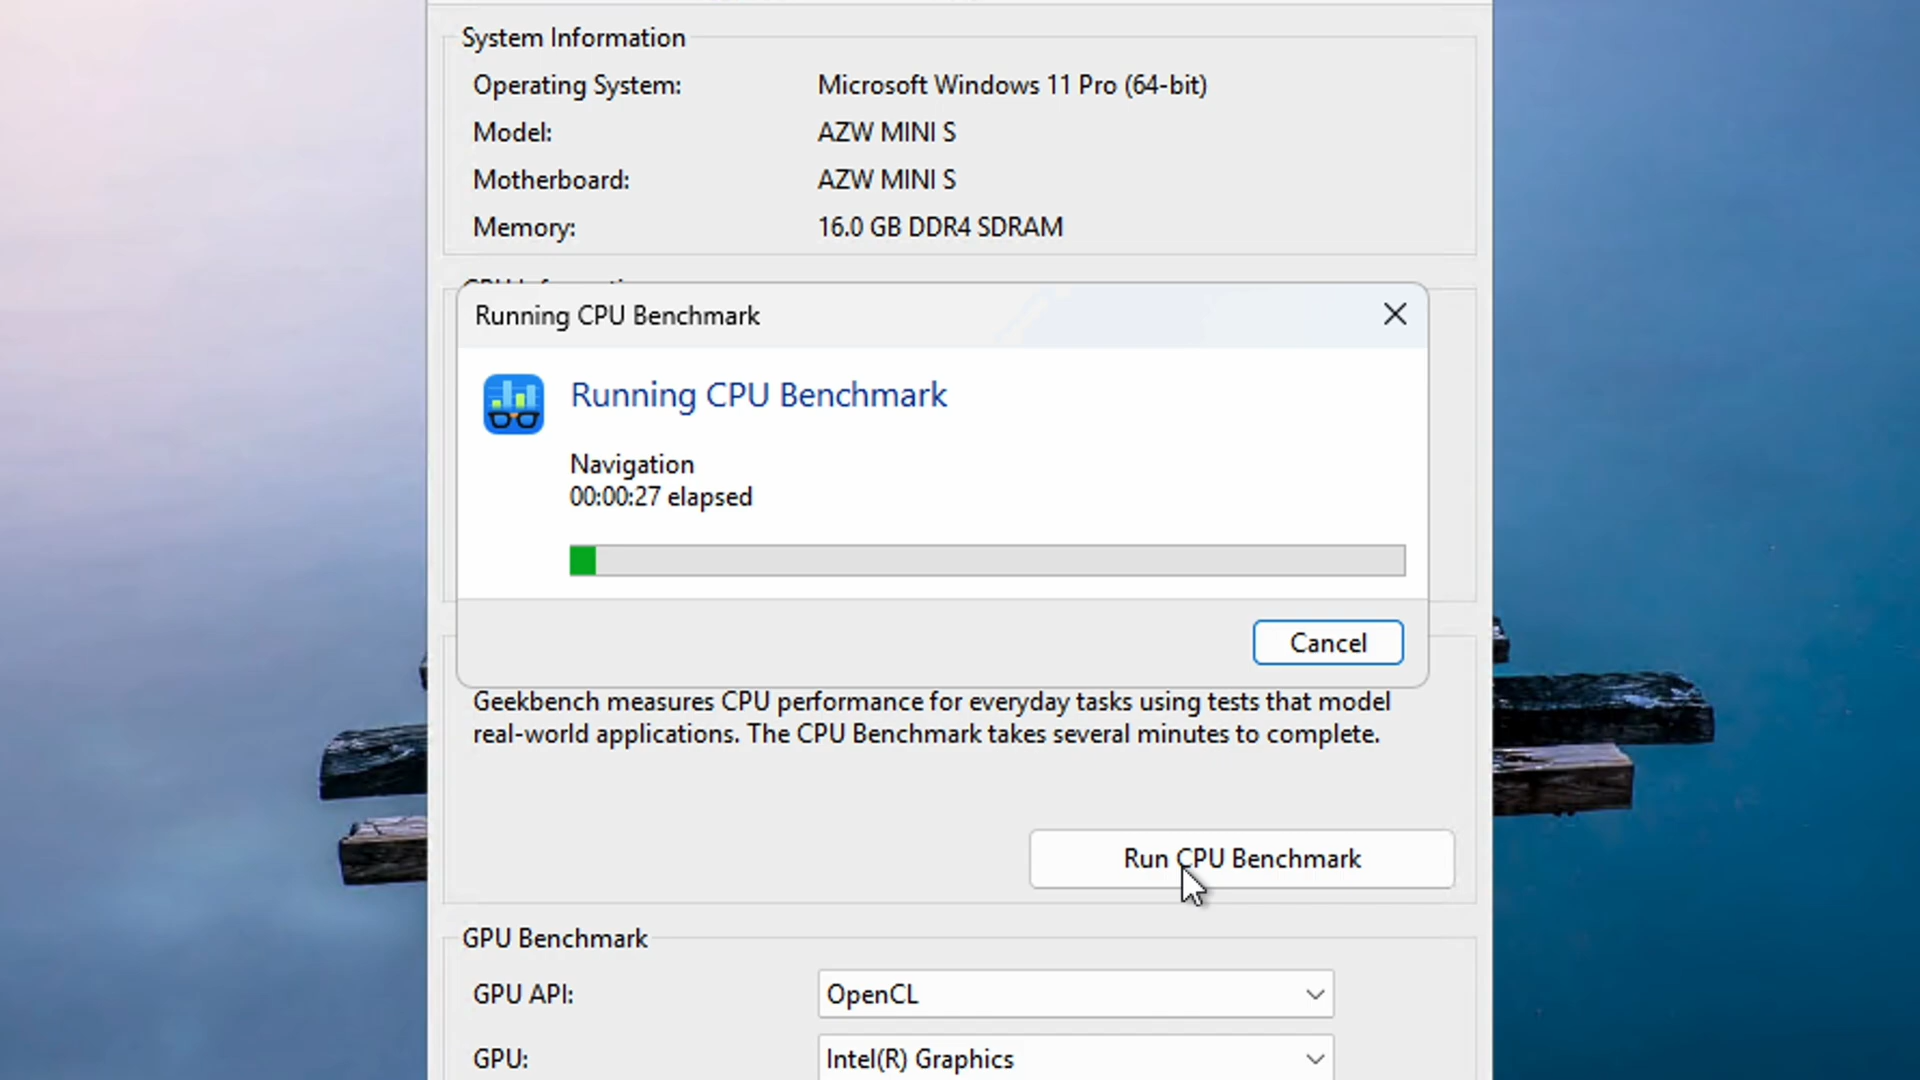 System Information
Operating System: Microsoft Windows 11 Pro (64-bit)
Model: AZW MINI S
Motherboard: AZW MINI S
Memory: 16.0 GB DDR4 SDRAM
Running CPU Benchmark
Running CPU Benchmark
Navigation
00:00:27 elapsed
Cancel
Geekbench measures CPU performance for everyday tasks using tests that model
real-world applications. The CPU Benchmark takes several minutes to complete.
Run CPU Benchmark
GPU Benchmark
GPU API: OpenCL
GPU: Intel(R) Graphics